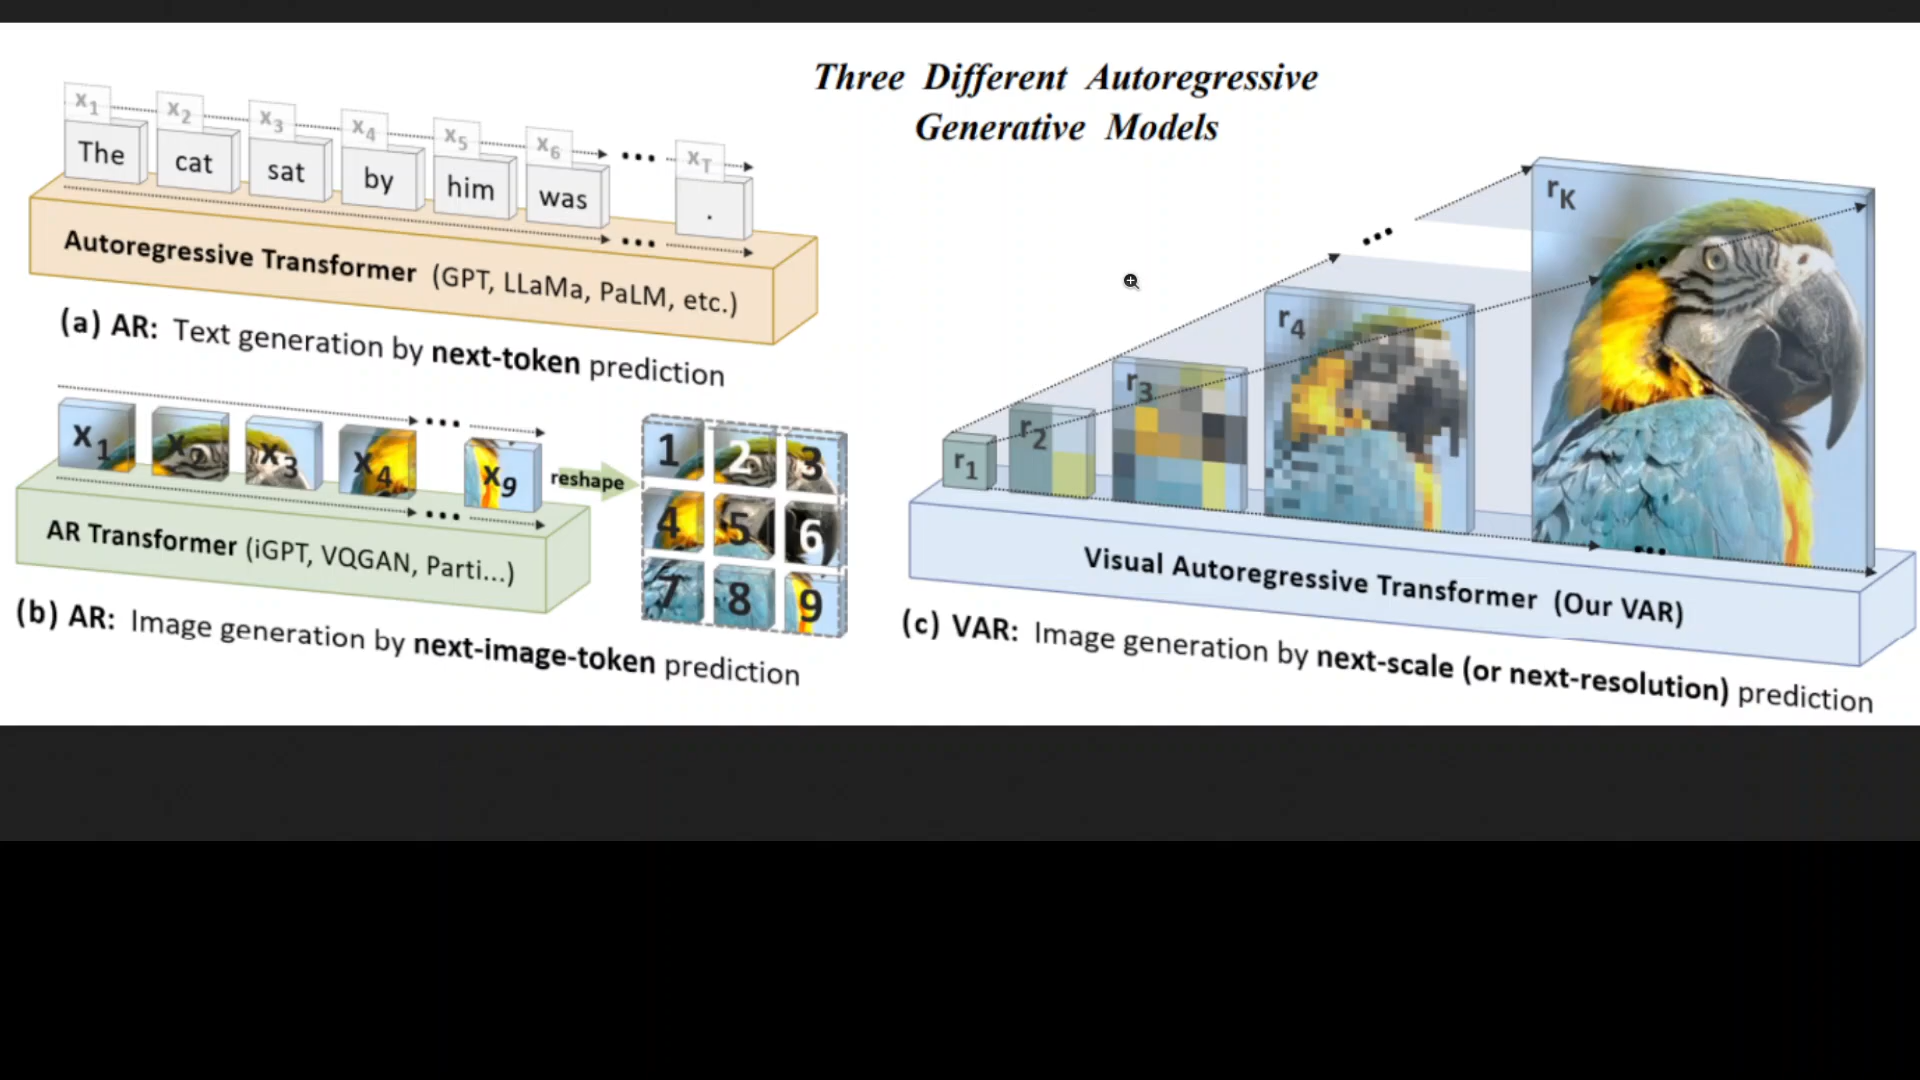 Three Different Autoregressive
Generative Models
x1 x2 x3 x4 x5 x6 ... xT
The cat sat by him was ... .
Autoregressive Transformer (GPT, LLaMa, PaLM, etc.)
(a) AR: Text generation by next-token prediction
x1 x2 x3 x4 ... x9
reshape
1 2 3
4 5 6
7 8 9
AR Transformer (iGPT, VQGAN, Parti...)
(b) AR: Image generation by next-image-token prediction
r1 r2 r3 r4 ... rK
Visual Autoregressive Transformer (Our VAR)
(c) VAR: Image generation by next-scale (or next-resolution) prediction